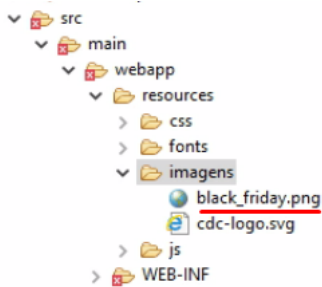 src
main
webapp
resources
css
fonts
imagens
black_friday.png
cdc-logo.svg
js
WEB-INF